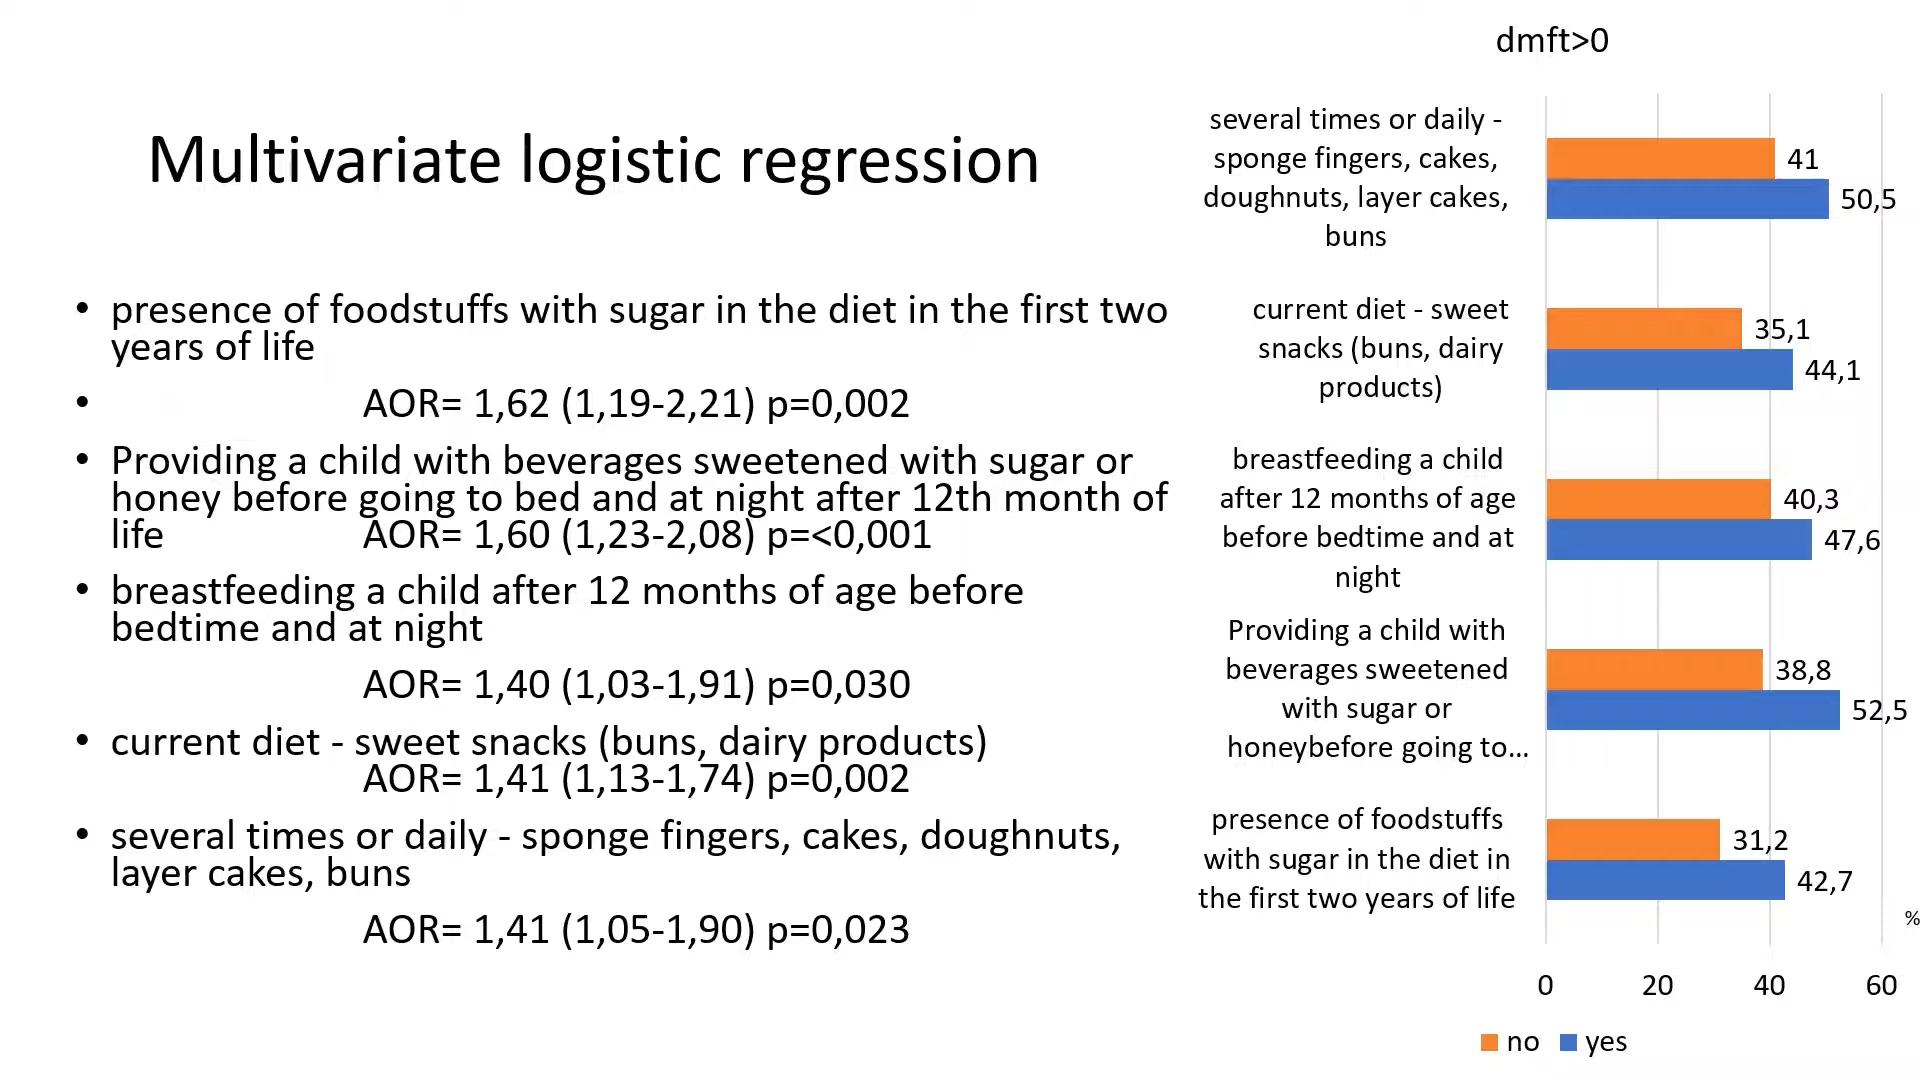 Multivariate logistic regression
• presence of foodstuffs with sugar in the diet in the first two
years of life
• AOR= 1,62 (1,19-2,21) p=0,002
• Providing a child with beverages sweetened with sugar or
honey before going to bed and at night after 12th month of
life AOR= 1,60 (1,23-2,08) p=<0,001
• breastfeeding a child after 12 months of age before
bedtime and at night
AOR= 1,40 (1,03-1,91) p=0,030
• current diet - sweet snacks (buns, dairy products)
AOR= 1,41 (1,13-1,74) p=0,002
• several times or daily - sponge fingers, cakes, doughnuts,
layer cakes, buns
AOR= 1,41 (1,05-1,90) p=0,023
dmft>0
several times or daily -
sponge fingers, cakes,
doughnuts, layer cakes,
buns
41
50,5
current diet - sweet
snacks (buns, dairy
products)
35,1
44,1
breastfeeding a child
after 12 months of age
before bedtime and at
night
40,3
47,6
Providing a child with
beverages sweetened
with sugar or
honeybefore going to...
38,8
52,5
presence of foodstuffs
with sugar in the diet in
the first two years of life
31,2
42,7
%
0 20 40 60
no yes